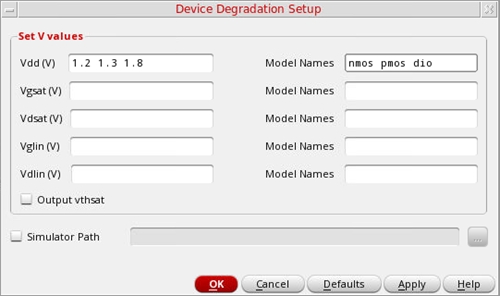 Device Degradation Setup
Set V values
Vdd (V) 1.2 1.3 1.8 Model Names nmos pmos dio
Vgsat (V) Model Names
Vdsat (V) Model Names
Vglin (V) Model Names
Vdlin (V) Model Names
Output vthsat
Simulator Path ...
OK Cancel Defaults Apply Help